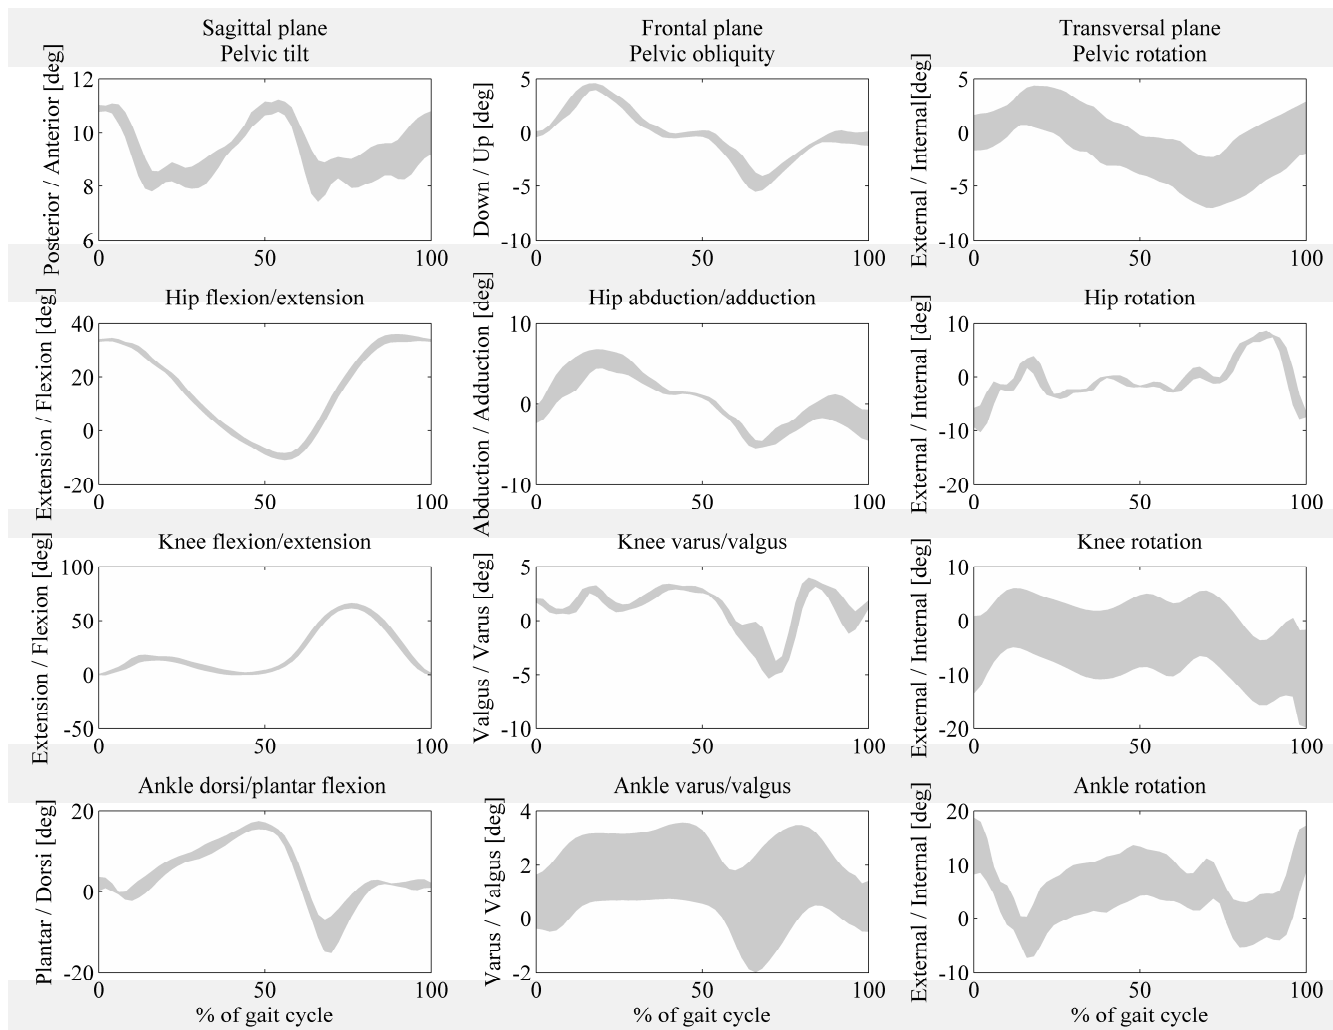 Sagittal plane
Pelvic tilt
Frontal plane
Pelvic obliquity
Transversal plane
Pelvic rotation
Posterior / Anterior [deg]
12
10
8
6
0 50 100
Down / Up [deg]
5
0
-5
-10
0 50 100
External / Internal[deg]
5
0
-5
-10
0 50 100
Hip flexion/extension
Hip abduction/adduction
Hip rotation
Extension / Flexion [deg]
40
20
0
-20
0 50 100
Abduction / Adduction [deg]
10
0
-10
0 50 100
External / Internal [deg]
10
0
-10
-20
0 50 100
Knee flexion/extension
Knee varus/valgus
Knee rotation
Extension / Flexion [deg]
100
50
0
-50
0 50 100
Valgus / Varus [deg]
5
0
-5
-10
0 50 100
External / Internal [deg]
10
0
-10
-20
0 50 100
Ankle dorsi/plantar flexion
Ankle varus/valgus
Ankle rotation
Plantar / Dorsi [deg]
20
0
-20
0 50 100
% of gait cycle
Varus / Valgus [deg]
4
2
0
-2
0 50 100
% of gait cycle
External / Internal [deg]
20
10
0
-10
0 50 100
% of gait cycle